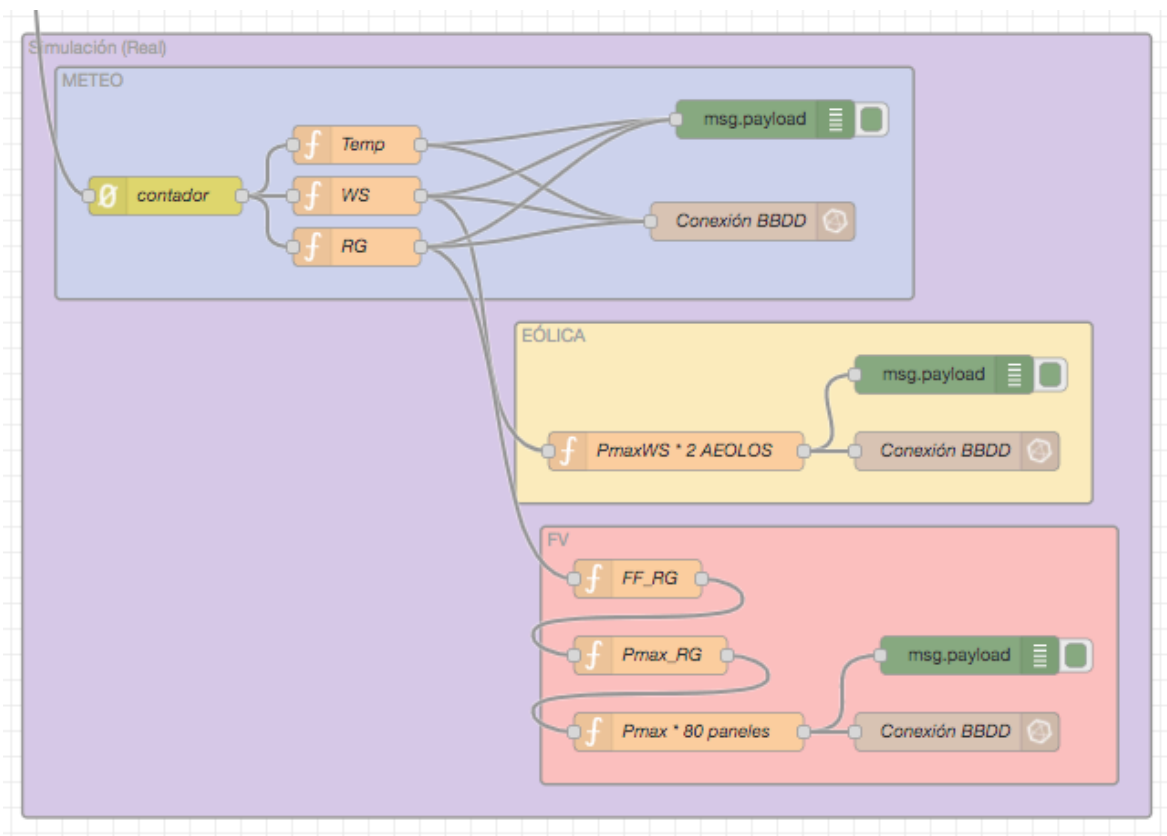 Simulación (Real)
METEO
msg.payload
Temp
contador
WS
Conexión BBDD
RG
EÓLICA
msg.payload
PmaxWS * 2 AEOLOS
Conexión BBDD
FV
FF_RG
Pmax_RG
msg.payload
Pmax * 80 paneles
Conexión BBDD